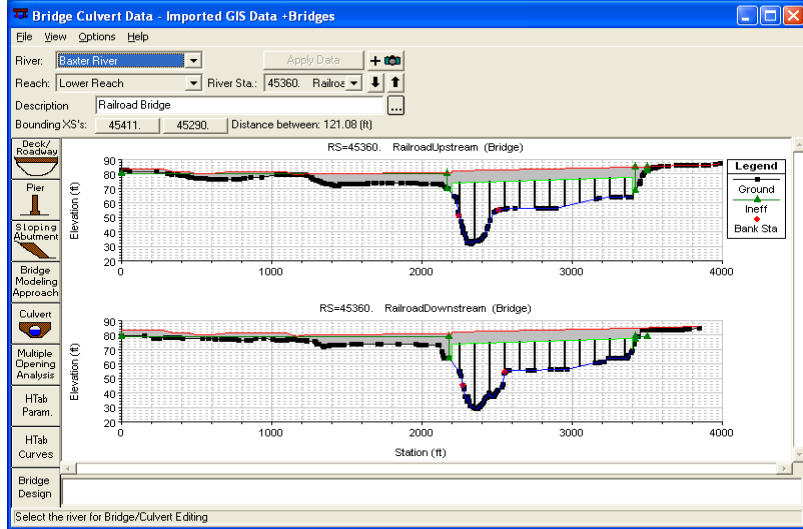 Bridge Culvert Data - Imported GIS Data +Bridges
File View Options Help
River: Baxter River Apply Data
Reach: Lower Reach River Sta.: 45360. Railroa
Description Railroad Bridge ...
Bounding XS's: 45411. 45290. Distance between: 121.08 (ft)
Deck/
Roadway
Pier
Sloping
Abutment
Bridge
Modeling
Approach
Culvert
Multiple
Opening
Analysis
HTab
Param.
HTab
Curves
Bridge
Design
RS=45360. RailroadUpstream (Bridge)
Elevation (ft)
90
80
70
60
50
40
30
20
0 1000 2000 3000 4000
Legend
Ground
Ineff
Bank Sta
RS=45360. RailroadDownstream (Bridge)
Elevation (ft)
90
80
70
60
50
40
30
20
0 1000 2000 3000 4000
Station (ft)
Select the river for Bridge/Culvert Editing